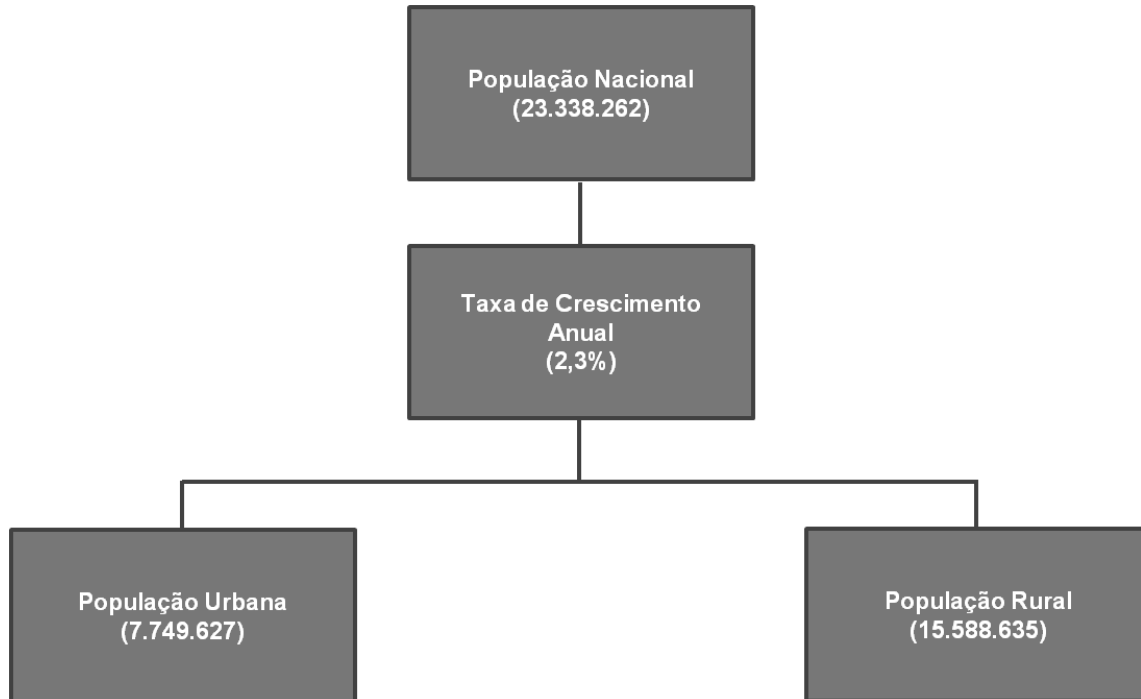 População Nacional
(23.338.262)
Taxa de Crescimento
Anual
(2,3%)
População Urbana
(7.749.627)
População Rural
(15.588.635)